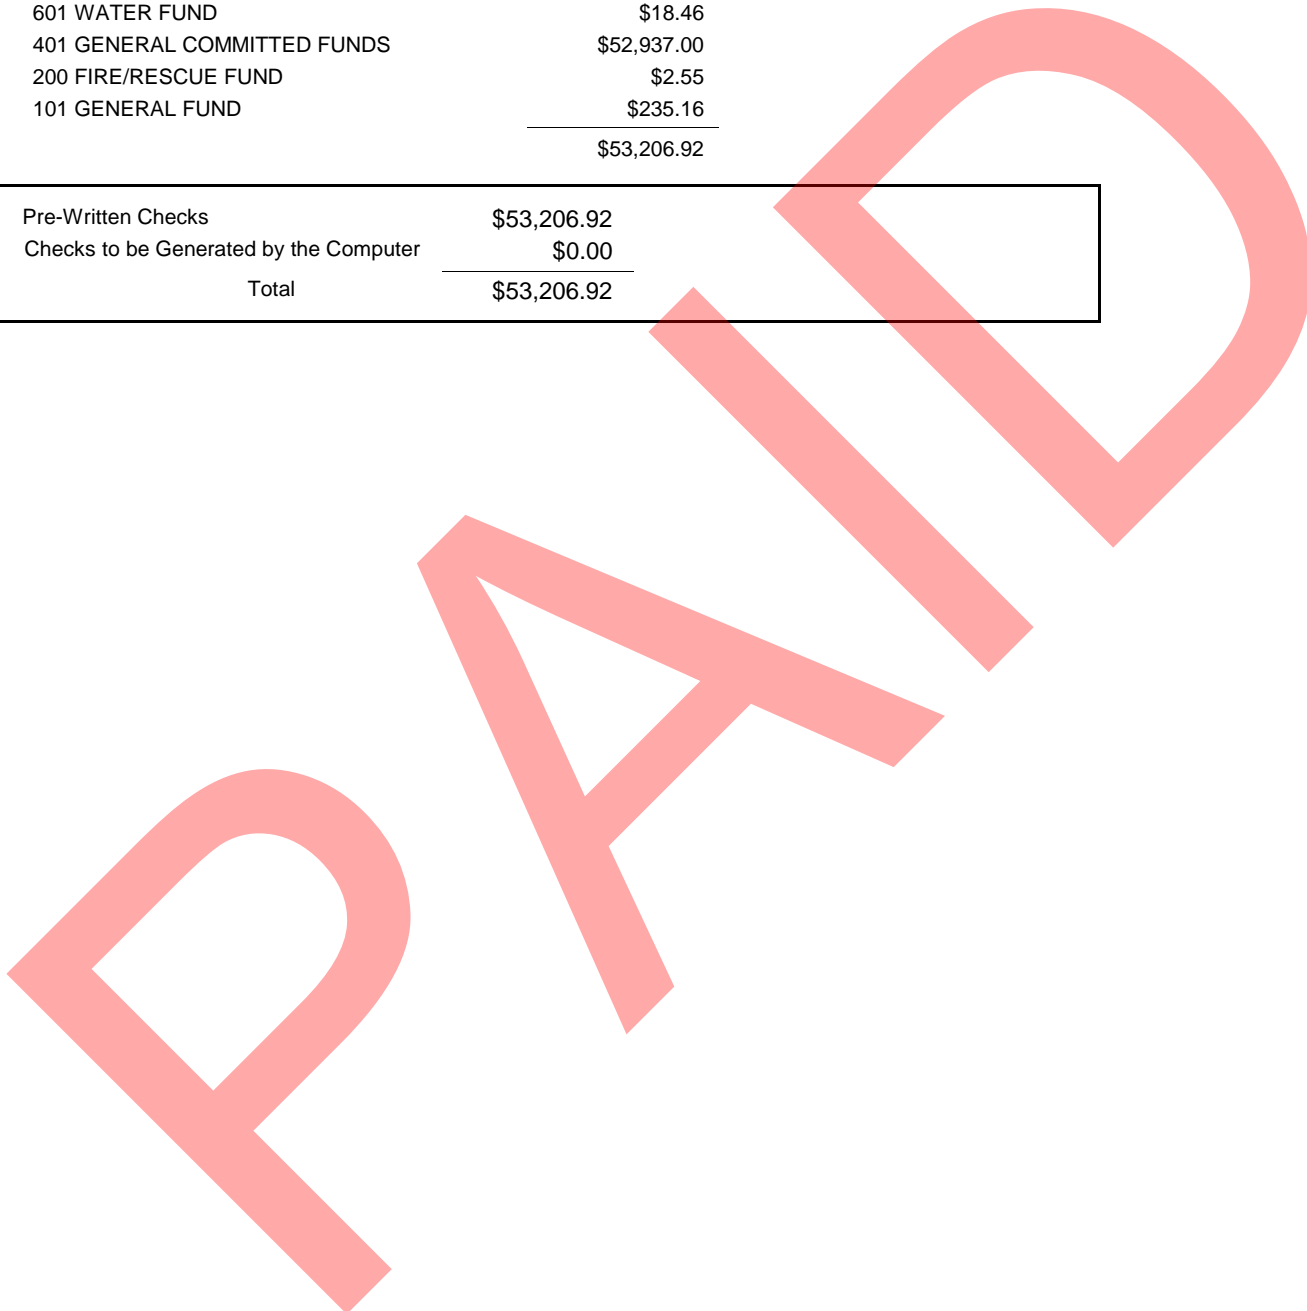 601 WATER FUND $18.46
401 GENERAL COMMITTED FUNDS $52,937.00
200 FIRE/RESCUE FUND $2.55
101 GENERAL FUND $235.16
$53,206.92
Pre-Written Checks $53,206.92
Checks to be Generated by the Computer $0.00
Total $53,206.92
PAID